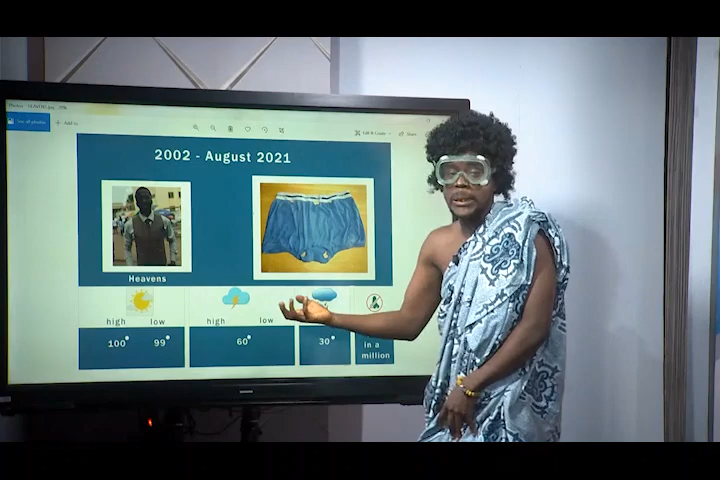 See all photos
Add to
Edit & Create
Share
2002 - August 2021
Heavens
high low
high low
100° 99°
60°
30°
in a
million